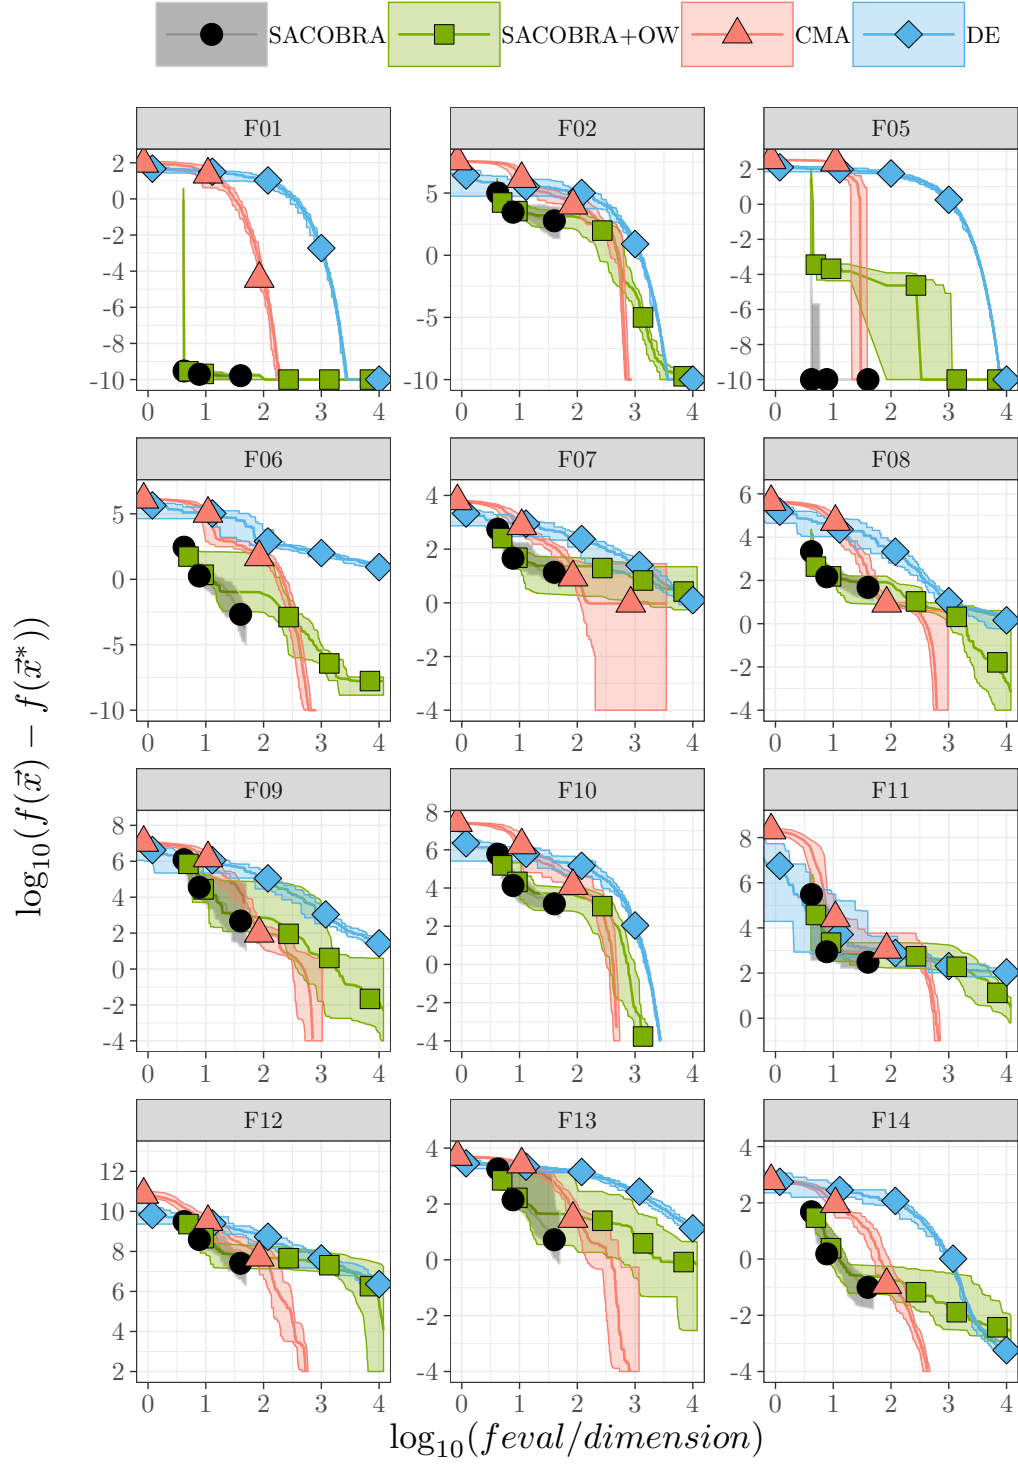 SACOBRA SACOBRA+OW CMA DE
F01 F02 F05
2 0 -2 -4 -6 -8 -10
5 0 -5 -10
2 0 -2 -4 -6 -8 -10
0 1 2 3 4 0 1 2 3 4 0 1 2 3 4
F06 F07 F08
5 0 -5 -10
4 2 0 -2 -4
6 4 2 0 -2 -4
0 1 2 3 4 0 1 2 3 4 0 1 2 3 4
log₁₀(f(x⃗) − f(x⃗*))
F09 F10 F11
8 6 4 2 0 -2 -4
8 6 4 2 0 -2 -4
8 6 4 2 0
0 1 2 3 4 0 1 2 3 4 0 1 2 3 4
F12 F13 F14
12 10 8 6 4 2
4 2 0 -2 -4
4 2 0 -2 -4
0 1 2 3 4 0 1 2 3 4 0 1 2 3 4
log₁₀(feval/dimension)